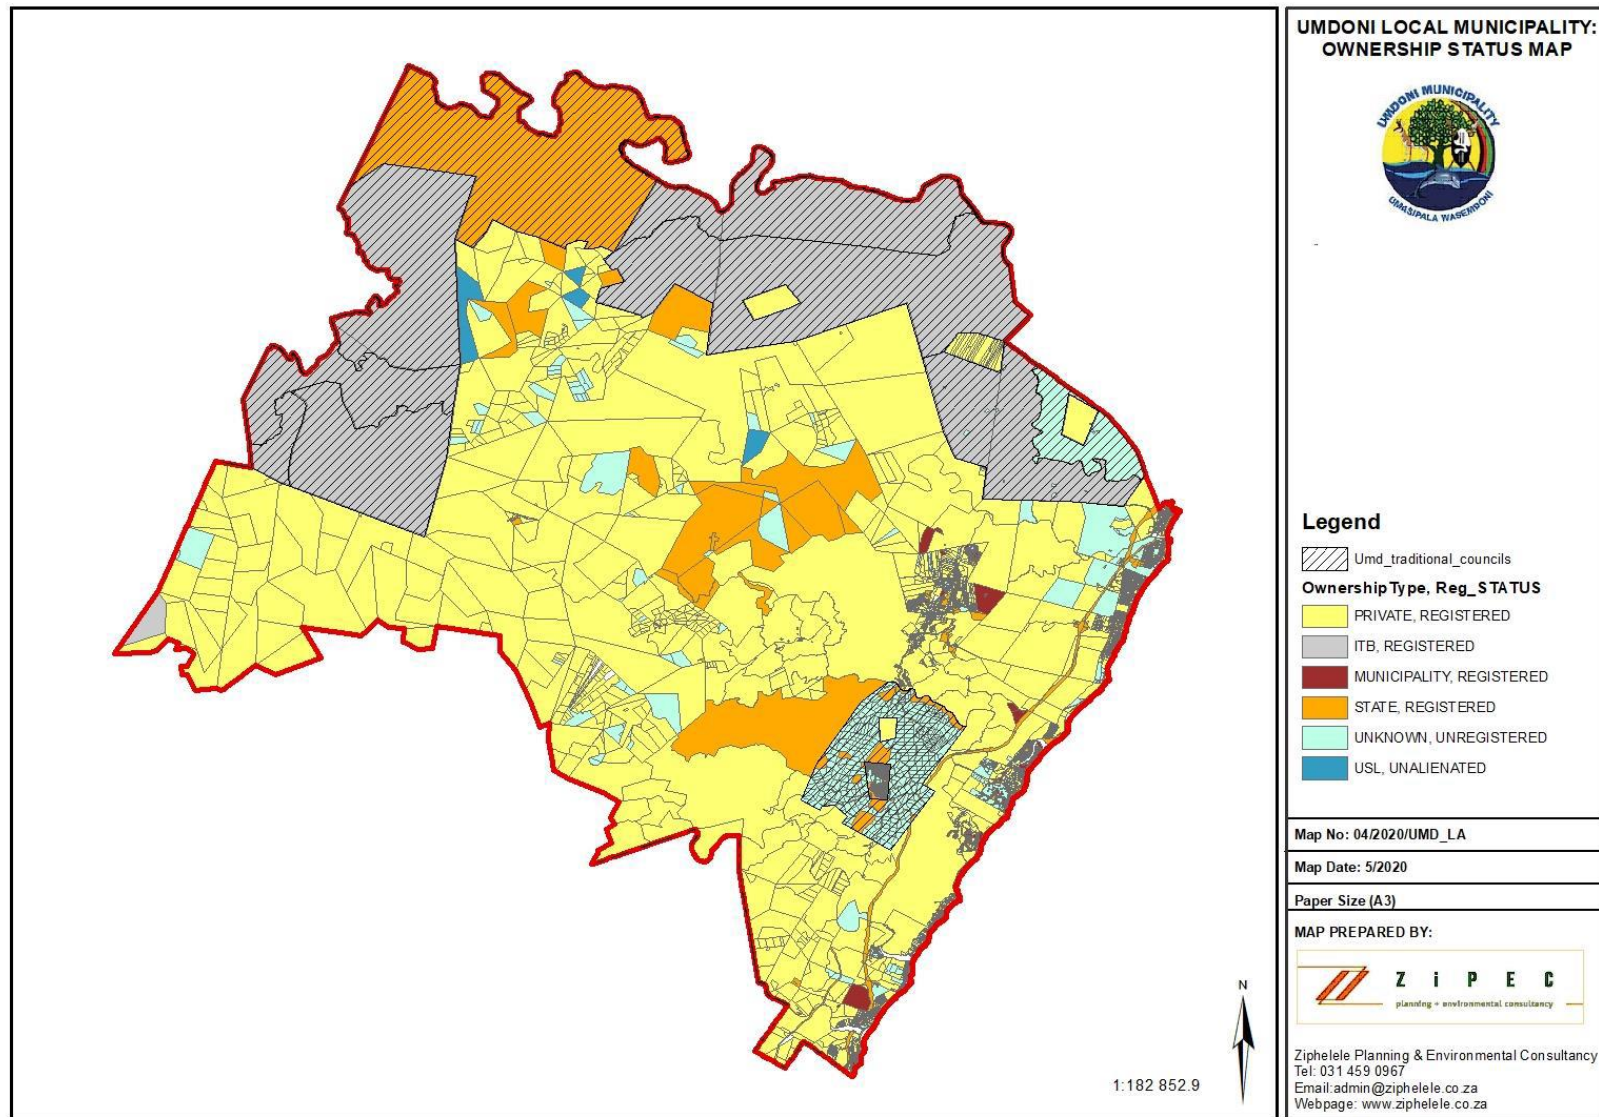 UMDONI LOCAL MUNICIPALITY:
OWNERSHIP STATUS MAP
UMDONI MUNICIPALITY
UMASIPALA WASEMDONI
Legend
Umd_traditional_councils
OwnershipType, Reg_STATUS
PRIVATE, REGISTERED
ITB, REGISTERED
MUNICIPALITY, REGISTERED
STATE, REGISTERED
UNKNOWN, UNREGISTERED
USL, UNALIENATED
Map No: 04/2020/UMD_LA
Map Date: 5/2020
Paper Size (A3)
MAP PREPARED BY:
ZiPEC
planning + environmental consultancy
Ziphelele Planning & Environmental Consultancy
Tel: 031 459 0967
Email:admin@ziphelele.co.za
Webpage: www.ziphelele.co.za
N
1:182 852.9